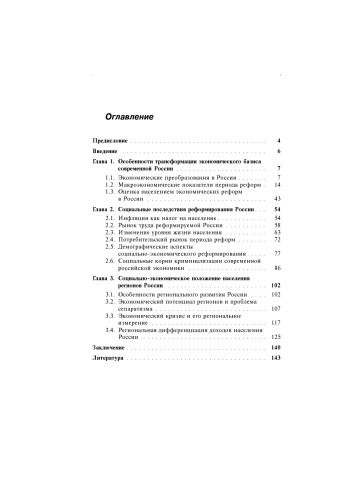 Оглавление
Предисловие . . . . . . . . . . . . . . . . . . . . . . . . . . . . . 4
Введение . . . . . . . . . . . . . . . . . . . . . . . . . . . . . . 6
Глава 1. Особенности трансформации экономического базиса
современной России . . . . . . . . . . . . . . . . . . . 7
1.1. Экономические преобразования в России . . . . . . . 7
1.2. Макроэкономические показатели периода реформ . 14
1.3. Оценка населением экономических реформ
в России . . . . . . . . . . . . . . . . . . . . . . . . . 43
Глава 2. Социальные последствия реформирования России . . . 54
2.1. Инфляция как налог на население . . . . . . . . . . . 54
2.2. Рынок труда реформируемой России . . . . . . . . . 58
2.3. Изменение уровня жизни населения . . . . . . . . . 63
2.4. Потребительский рынок периода реформ . . . . . . 72
2.5. Демографические аспекты
социально-экономического реформирования . . . . 77
2.6. Социальные корни криминализации современной
российской экономики . . . . . . . . . . . . . . . . . 86
Глава 3. Социально-экономическое положение населения
регионов России . . . . . . . . . . . . . . . . . . . . . 102
3.1. Особенности регионального развития России . . . . 102
3.2. Экономический потенциал регионов и проблема
сепаратизма . . . . . . . . . . . . . . . . . . . . . . . 107
3.3. Экономический кризис и его региональное
измерение . . . . . . . . . . . . . . . . . . . . . . . . 117
3.4. Региональная дифференциация доходов населения
России . . . . . . . . . . . . . . . . . . . . . . . . . . 125
Заключение . . . . . . . . . . . . . . . . . . . . . . . . . . . . . 140
Литература . . . . . . . . . . . . . . . . . . . . . . . . . . . . . 143